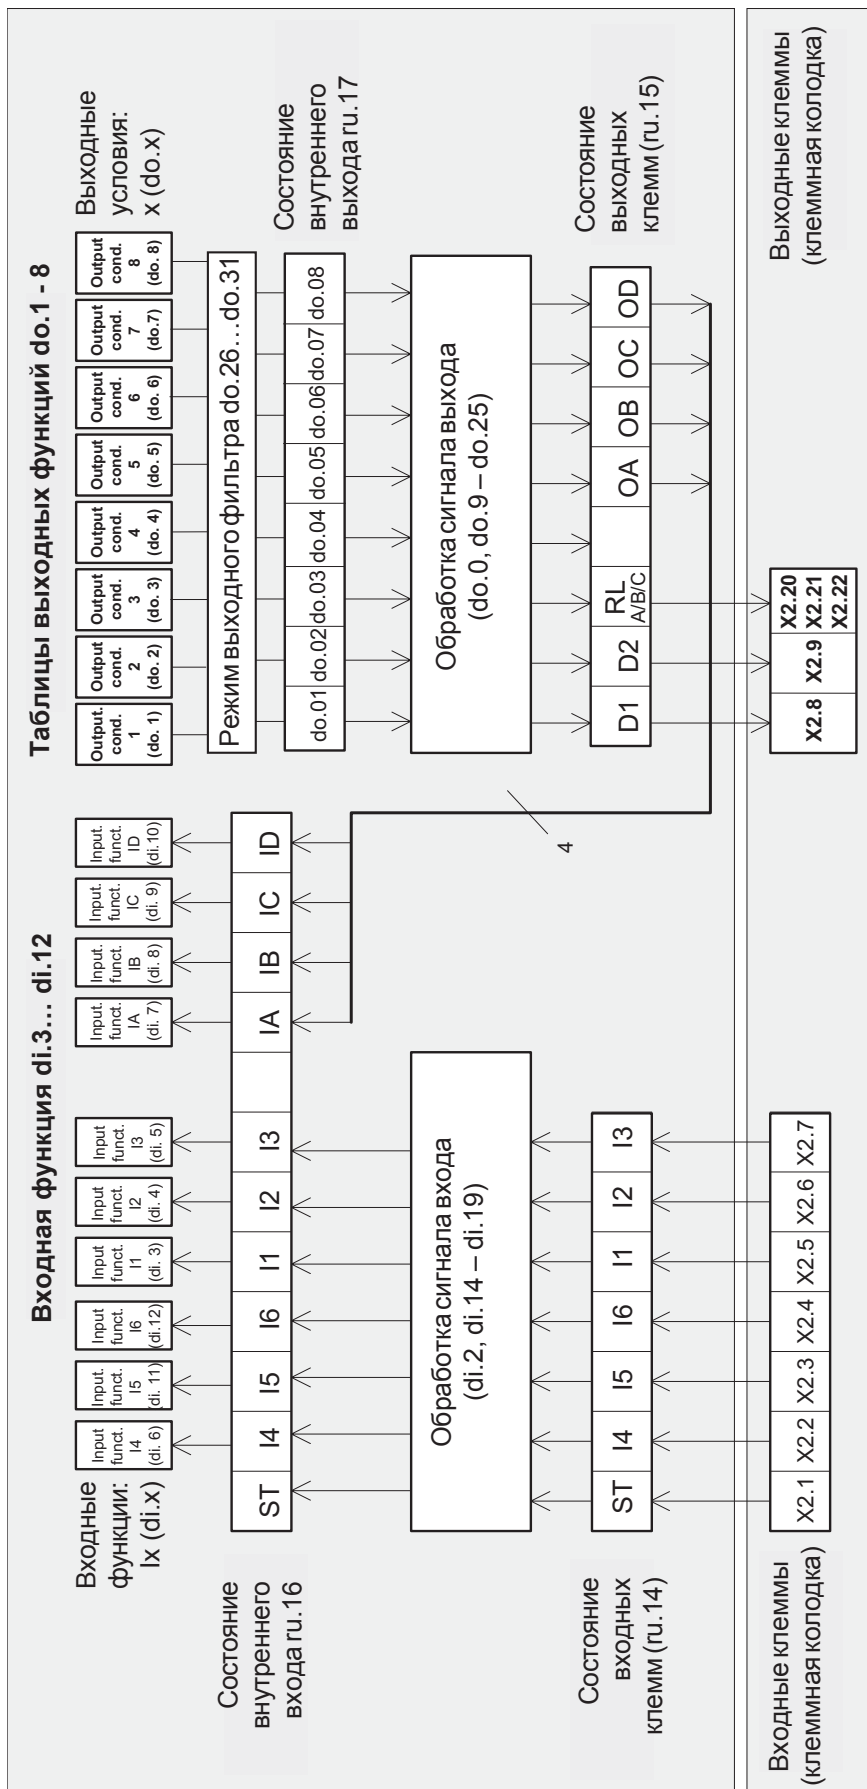 Входная функция di.3... di.12
Входные
функции:
Ix (di.x)
Input
funct.
I4
(di. 6)
Input.
funct.
I5
(di. 11)
Input
funct.
I6
(di.12)
Input
funct.
I1
(di. 3)
Input
funct.
I2
(di. 4)
Input
funct.
I3
(di. 5)
Input.
funct.
IA
(di. 7)
Input.
funct.
IB
(di. 8)
Input.
funct.
IC
(di. 9)
Input.
funct.
ID
(di.10)
Состояние
внутреннего
входа ru.16
ST I4 I5 I6 I1 I2 I3 IA IB IC ID
Обработка сигнала входа
(di.2, di.14 – di.19)
4
Состояние
входных
клемм (ru.14)
ST I4 I5 I6 I1 I2 I3
Входные клеммы
(клеммная колодка)
X2.1 X2.2 X2.3 X2.4 X2.5 X2.6 X2.7
Таблицы выходных функций do.1 - 8
Output.
cond.
1
(do. 1)
Output
cond.
2
(do. 2)
Output
cond.
3
(do. 3)
Output
cond.
4
(do. 4)
Output
cond.
5
(do. 5)
Output
cond.
6
(do. 6)
Output
cond.
7
(do.7)
Output
cond.
8
(do. 8)
Выходные
условия:
x (do.x)
Режим выходного фильтра do.26...do.31
do.01 do.02 do.03 do.04 do.05 do.06 do.07 do.08
Состояние
внутреннего
выхода ru.17
Обработка сигнала выхода
(do.0, do.9 – do.25)
D1 D2 RL A/B/C OA OB OC OD
Состояние
выходных
клемм (ru.15)
X2.8 X2.9 X2.20
X2.21
X2.22
Выходные клеммы
(клеммная колодка)